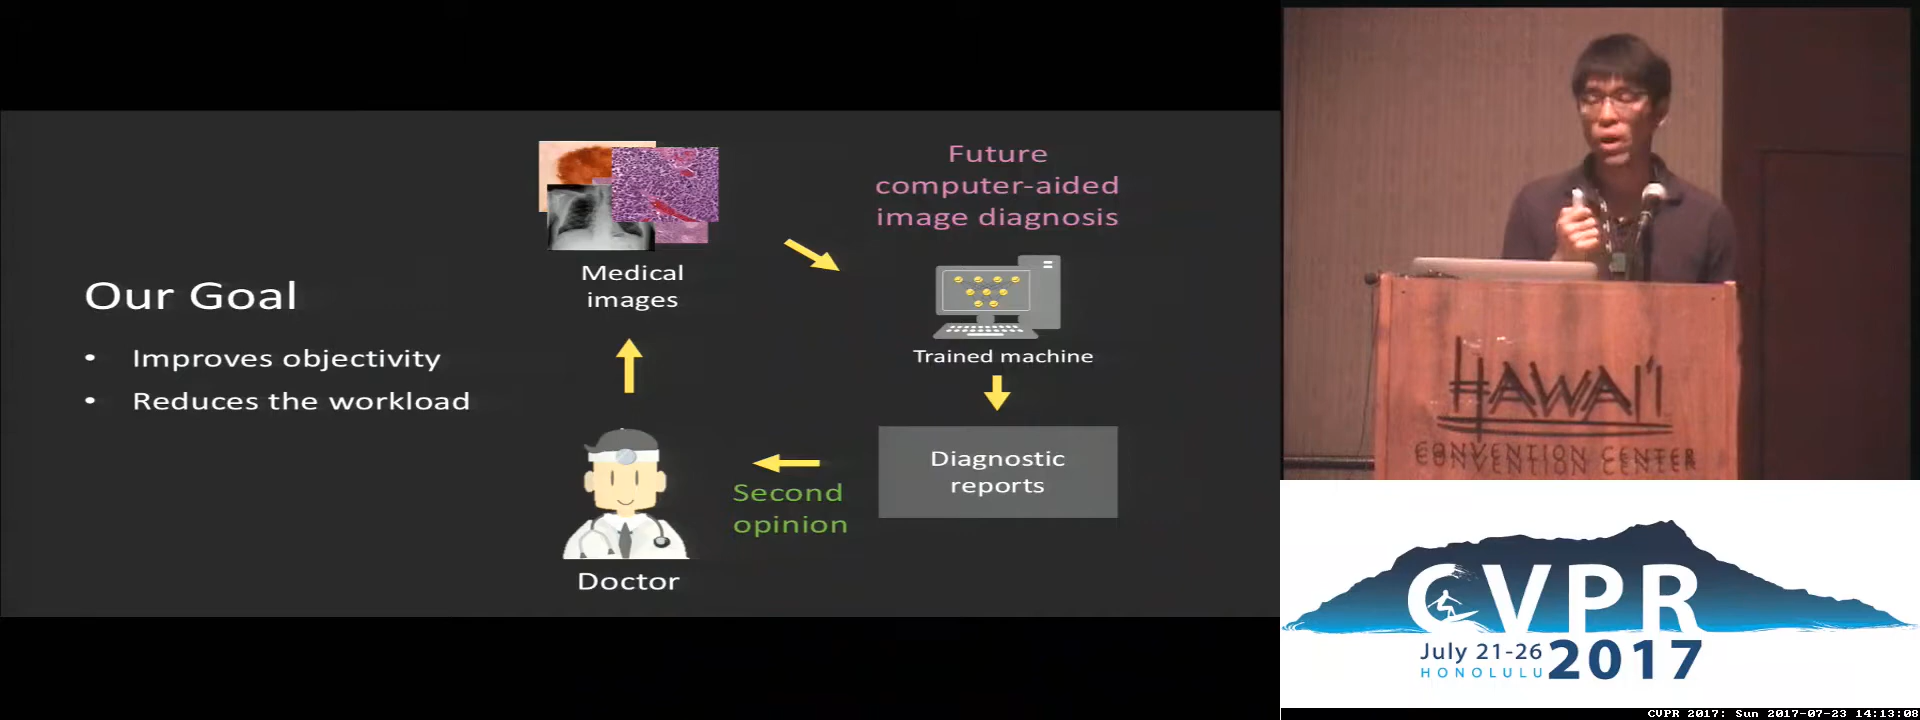 Our Goal
• Improves objectivity
• Reduces the workload
Medical
images
Future
computer-aided
image diagnosis
Trained machine
Diagnostic
reports
Second
opinion
Doctor
HAWAI'I
CONVENTION CENTER
CVPR
July 21-26
HONOLULU
2017
CVPR 2017: Sun 2017-07-23 14:13:08